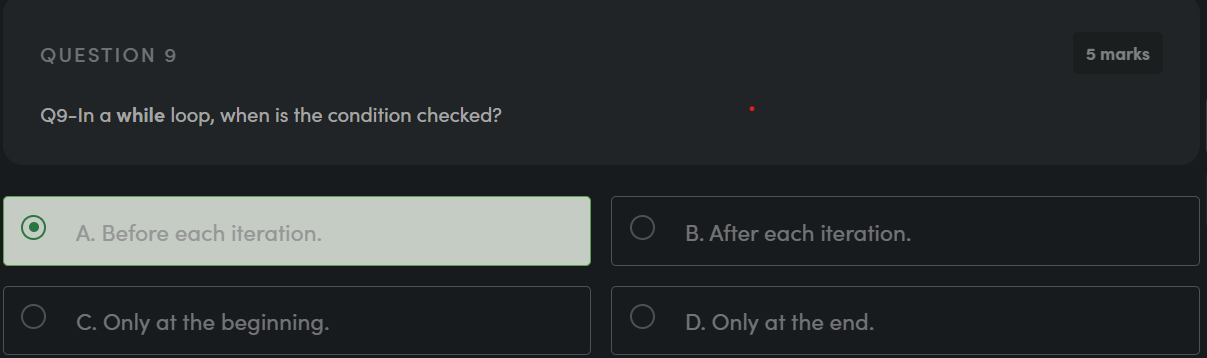 QUESTION 9
5 marks
Q9-In a while loop, when is the condition checked?
A. Before each iteration.
B. After each iteration.
C. Only at the beginning.
D. Only at the end.